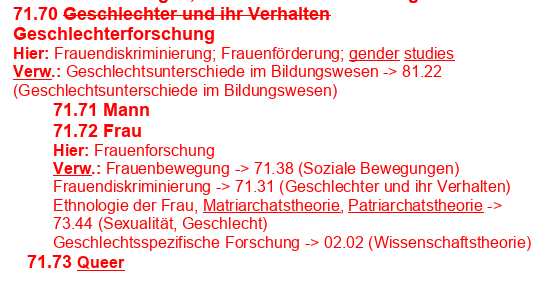 71.70 Geschlechter und ihr Verhalten
Geschlechterforschung
Hier: Frauendiskriminierung; Frauenförderung; gender studies
Verw.: Geschlechtsunterschiede im Bildungswesen -> 81.22
(Geschlechtsunterschiede im Bildungswesen)
71.71 Mann
71.72 Frau
Hier: Frauenforschung
Verw.: Frauenbewegung -> 71.38 (Soziale Bewegungen)
Frauendiskriminierung -> 71.31 (Geschlechter und ihr Verhalten)
Ethnologie der Frau, Matriarchatstheorie, Patriarchatstheorie ->
73.44 (Sexualität, Geschlecht)
Geschlechtsspezifische Forschung -> 02.02 (Wissenschaftstheorie)
71.73 Queer